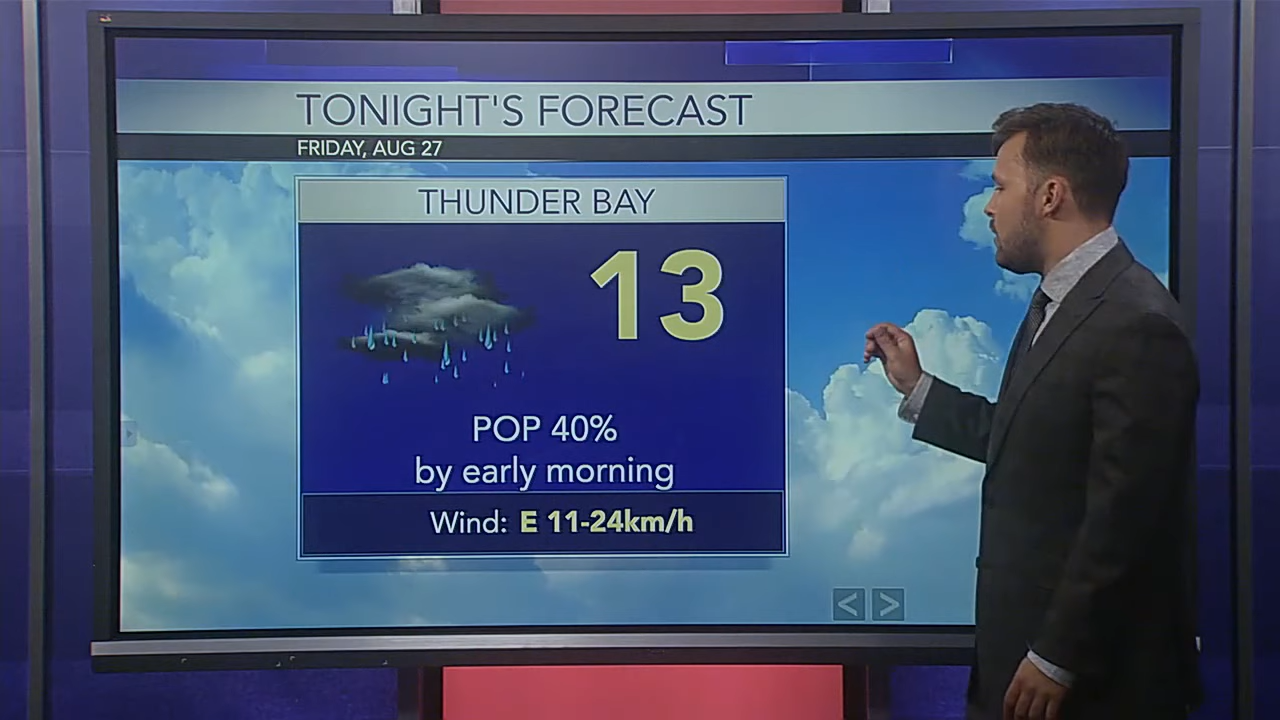 TONIGHT'S FORECAST
FRIDAY, AUG 27
THUNDER BAY
13
POP 40%
by early morning
Wind: E 11-24km/h
< >